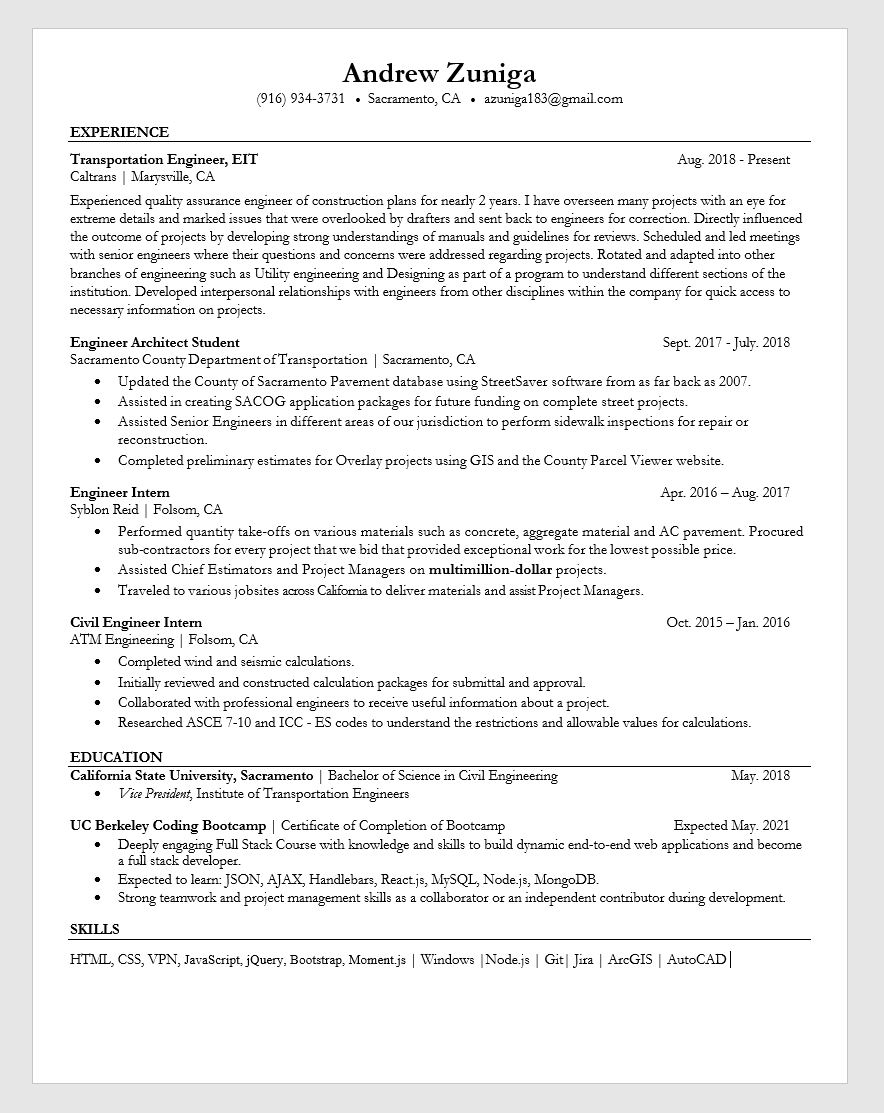 Andrew Zuniga
(916) 934-3731 • Sacramento, CA • azuniga183@gmail.com
EXPERIENCE
Transportation Engineer, EIT Aug. 2018 - Present
Caltrans | Marysville, CA
Experienced quality assurance engineer of construction plans for nearly 2 years. I have overseen many projects with an eye for
extreme details and marked issues that were overlooked by drafters and sent back to engineers for correction. Directly influenced
the outcome of projects by developing strong understandings of manuals and guidelines for reviews. Scheduled and led meetings
with senior engineers where their questions and concerns were addressed regarding projects. Rotated and adapted into other
branches of engineering such as Utility engineering and Designing as part of a program to understand different sections of the
institution. Developed interpersonal relationships with engineers from other disciplines within the company for quick access to
necessary information on projects.
Engineer Architect Student Sept. 2017 - July. 2018
Sacramento County Department of Transportation | Sacramento, CA
• Updated the County of Sacramento Pavement database using StreetSaver software from as far back as 2007.
• Assisted in creating SACOG application packages for future funding on complete street projects.
• Assisted Senior Engineers in different areas of our jurisdiction to perform sidewalk inspections for repair or
reconstruction.
• Completed preliminary estimates for Overlay projects using GIS and the County Parcel Viewer website.
Engineer Intern Apr. 2016 – Aug. 2017
Syblon Reid | Folsom, CA
• Performed quantity take-offs on various materials such as concrete, aggregate material and AC pavement. Procured
sub-contractors for every project that we bid that provided exceptional work for the lowest possible price.
• Assisted Chief Estimators and Project Managers on multimillion-dollar projects.
• Traveled to various jobsites across California to deliver materials and assist Project Managers.
Civil Engineer Intern Oct. 2015 – Jan. 2016
ATM Engineering | Folsom, CA
• Completed wind and seismic calculations.
• Initially reviewed and constructed calculation packages for submittal and approval.
• Collaborated with professional engineers to receive useful information about a project.
• Researched ASCE 7-10 and ICC - ES codes to understand the restrictions and allowable values for calculations.
EDUCATION
California State University, Sacramento | Bachelor of Science in Civil Engineering May. 2018
• Vice President, Institute of Transportation Engineers
UC Berkeley Coding Bootcamp | Certificate of Completion of Bootcamp Expected May. 2021
• Deeply engaging Full Stack Course with knowledge and skills to build dynamic end-to-end web applications and become
a full stack developer.
• Expected to learn: JSON, AJAX, Handlebars, React.js, MySQL, Node.js, MongoDB.
• Strong teamwork and project management skills as a collaborator or an independent contributor during development.
SKILLS
HTML, CSS, VPN, JavaScript, jQuery, Bootstrap, Moment.js | Windows |Node.js | Git| Jira | ArcGIS | AutoCAD